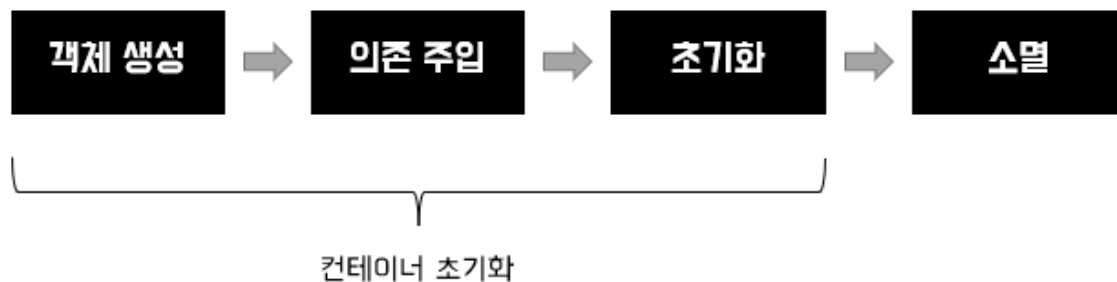 객체 생성
의존 주입
초기화
소멸
컨테이너 초기화